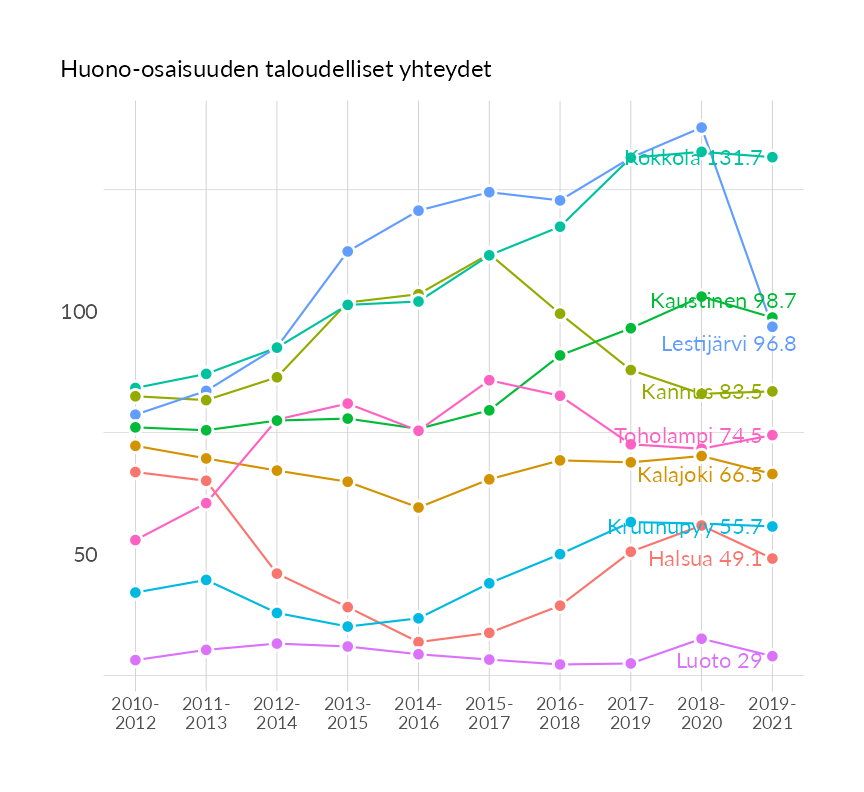 Huono-osaisuuden taloudelliset yhteydet
Kokkola 131.7
Kaustinen 98.7
100
Lestijärvi 96.8
Kannus 83.5
Toholampi 74.5
Kalajoki 66.5
Kruunupyy 55.7
50
Halsua 49.1
Luoto 29
2010- 2011- 2012- 2013- 2014- 2015- 2016- 2017- 2018- 2019-
2012 2013 2014 2015 2016 2017 2018 2019 2020 2021